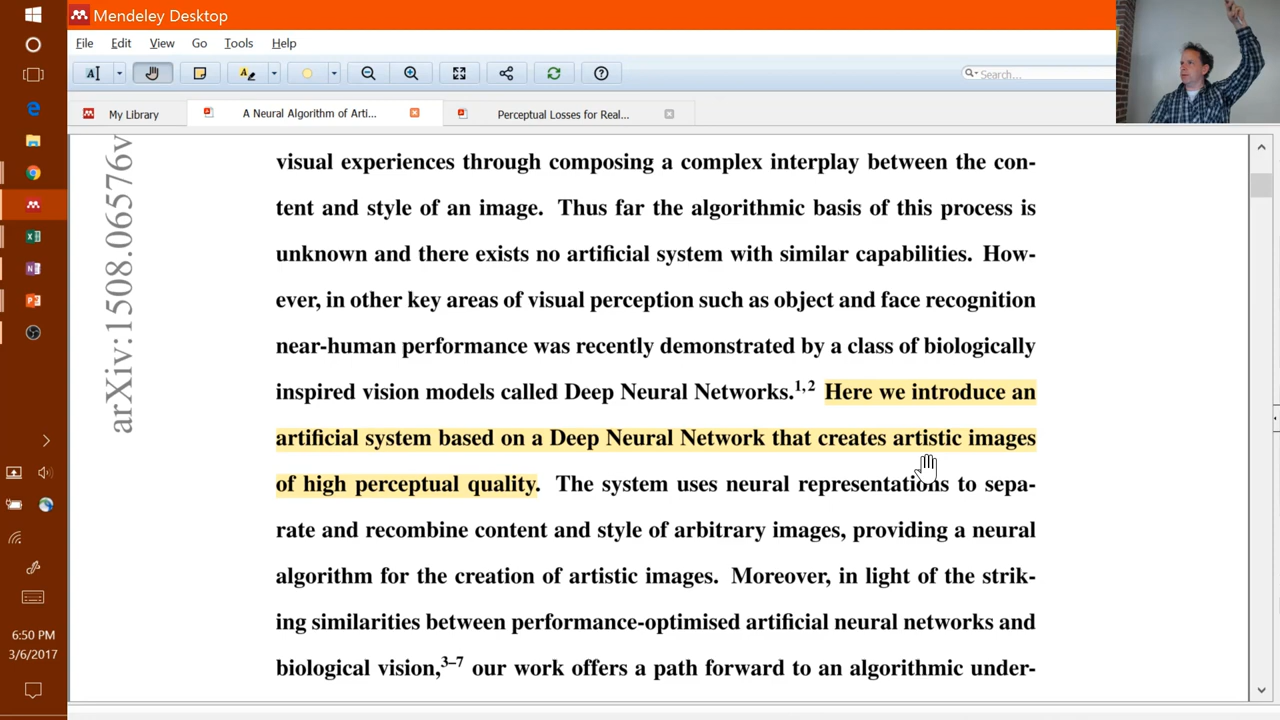 Mendeley Desktop
File Edit View Go Tools Help
Search...
My Library
A Neural Algorithm of Arti...
Perceptual Losses for Real...
arXiv:1508.06576v
visual experiences through composing a complex interplay between the con-
tent and style of an image. Thus far the algorithmic basis of this process is
unknown and there exists no artificial system with similar capabilities. How-
ever, in other key areas of visual perception such as object and face recognition
near-human performance was recently demonstrated by a class of biologically
inspired vision models called Deep Neural Networks.1,2 Here we introduce an
artificial system based on a Deep Neural Network that creates artistic images
of high perceptual quality. The system uses neural representations to sepa-
rate and recombine content and style of arbitrary images, providing a neural
algorithm for the creation of artistic images. Moreover, in light of the strik-
ing similarities between performance-optimised artificial neural networks and
biological vision,3–7 our work offers a path forward to an algorithmic under-
6:50 PM
3/6/2017